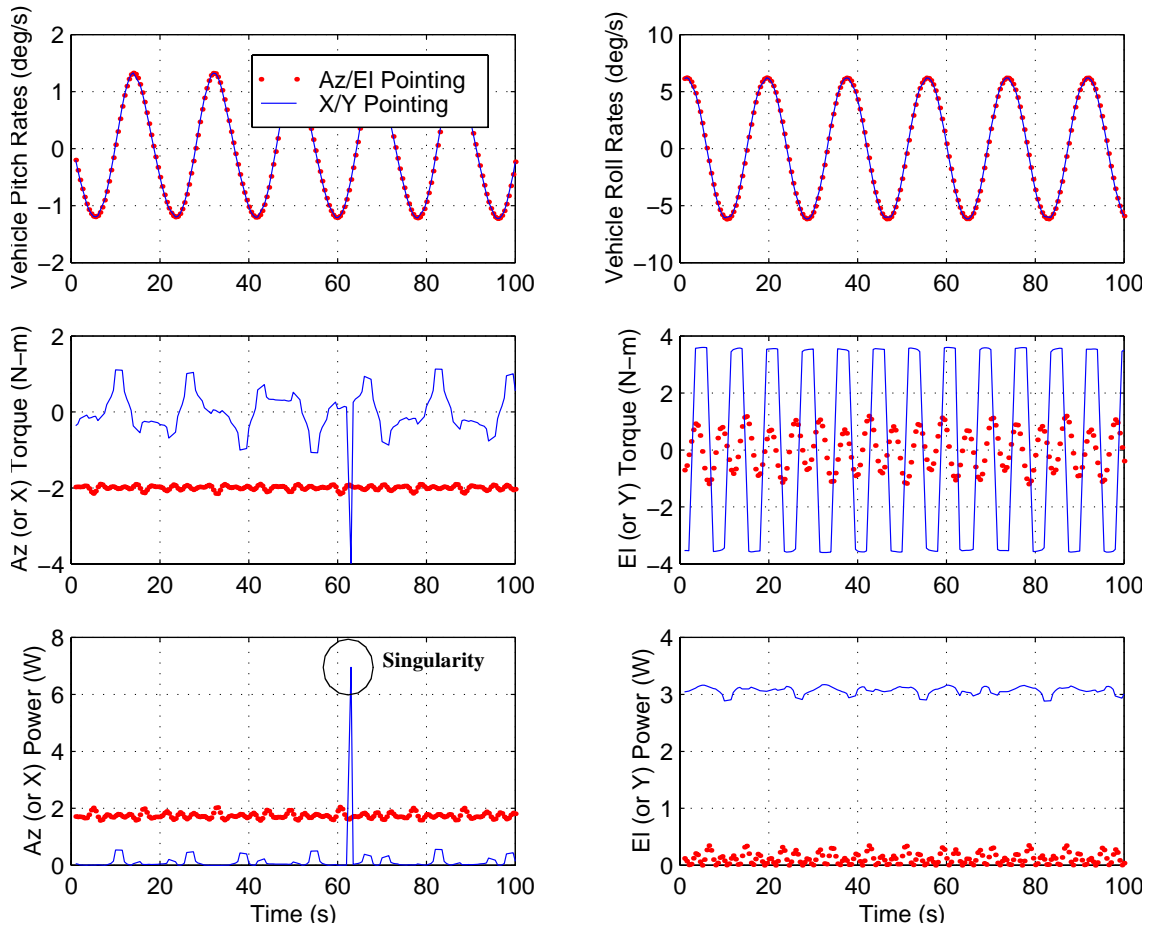 Vehicle Pitch Rates (deg/s)
2
1
0
−1
−2
0 20 40 60 80 100
Az/El Pointing
X/Y Pointing
Vehicle Roll Rates (deg/s)
10
5
0
−5
−10
0 20 40 60 80 100
Az (or X) Torque (N−m)
2
0
−2
−4
0 20 40 60 80 100
El (or Y) Torque (N−m)
4
2
0
−2
−4
0 20 40 60 80 100
Az (or X) Power (W)
8
6
4
2
0
0 20 40 60 80 100
Singularity
Time (s)
El (or Y) Power (W)
4
3
2
1
0
0 20 40 60 80 100
Time (s)